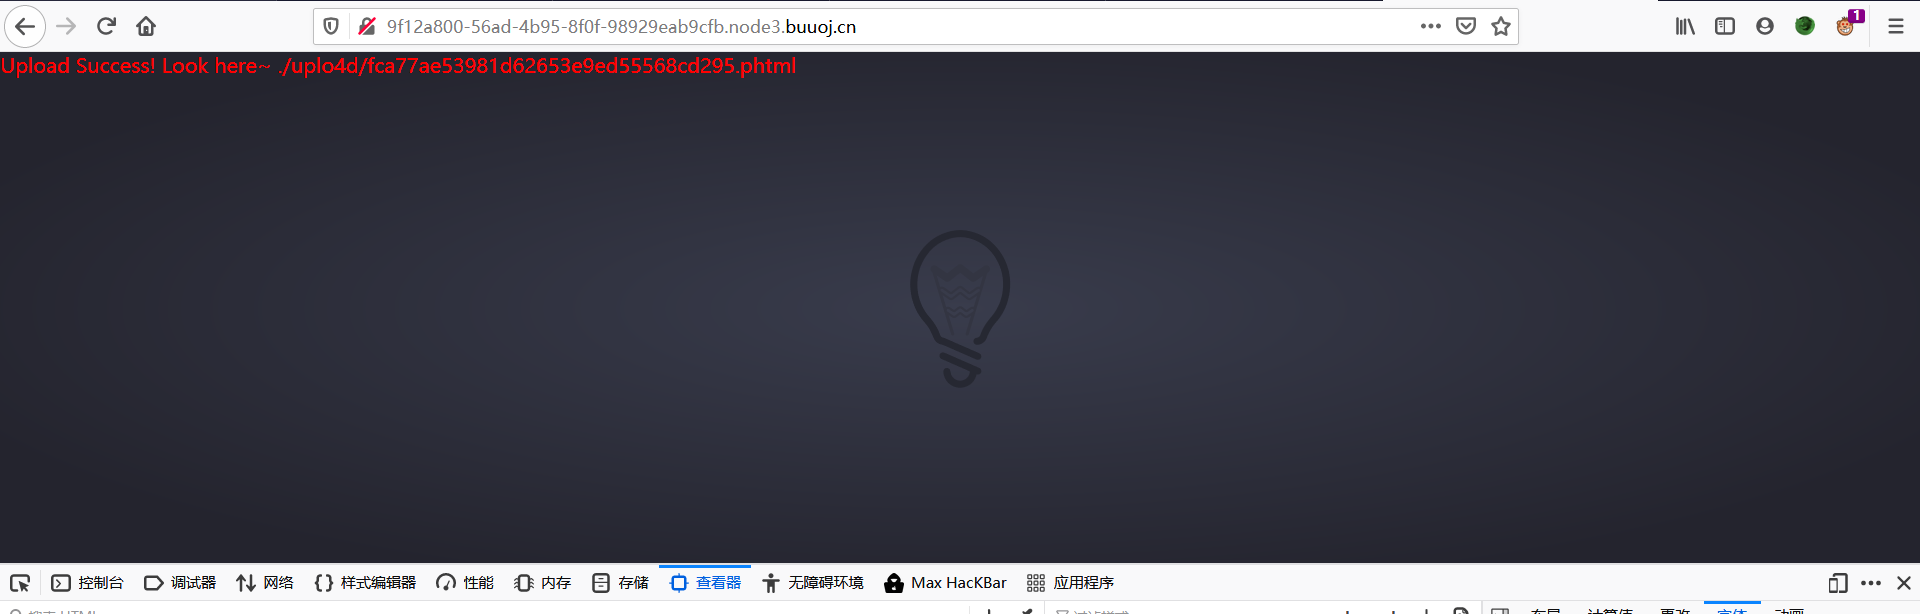 9f12a800-56ad-4b95-8f0f-98929eab9cfb.node3.buuoj.cn
1
Upload Success! Look here~ ./uplo4d/fca77ae53981d62653e9ed55568cd295.phtml
控制台 调试器 网络 样式编辑器 性能 内存 存储 查看器 无障碍环境 Max HacKBar 应用程序